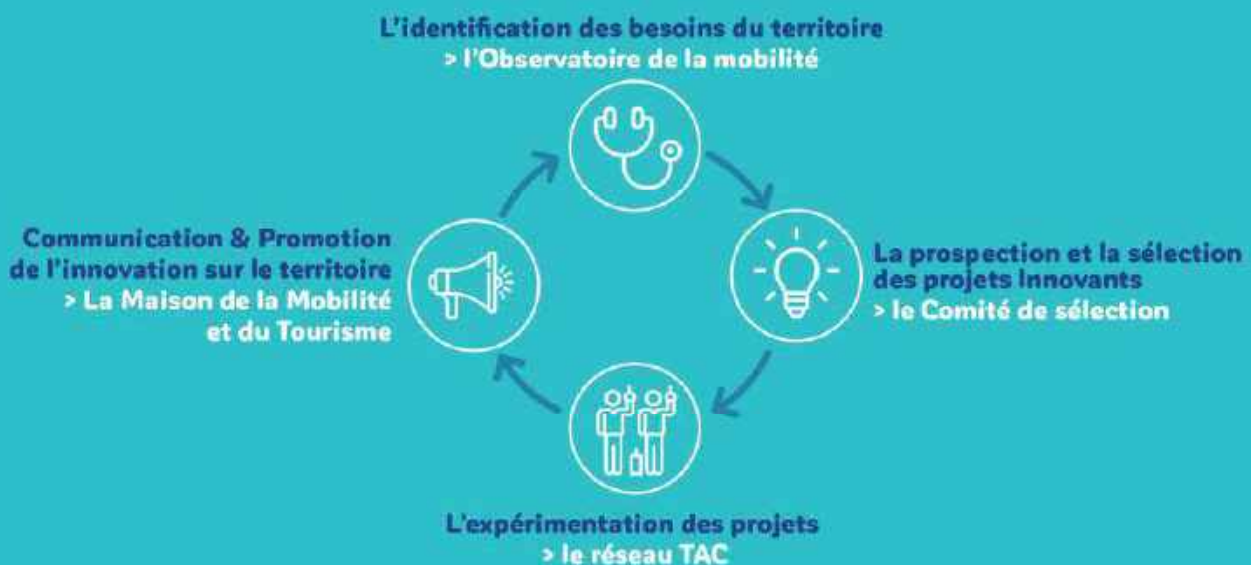 L'identification des besoins du territoire
> l'Observatoire de la mobilité
Communication & Promotion
de l'innovation sur le territoire
> La Maison de la Mobilité
et du Tourisme
La prospection et la sélection
des projets Innovants
> le Comité de sélection
L'expérimentation des projets
> le réseau TAC